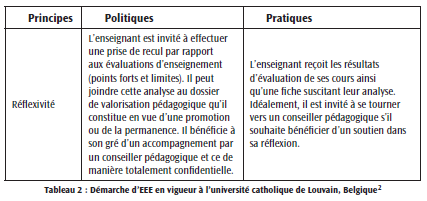 Principes Politiques Pratiques
Réflexivité
L'enseignant est invité à effectuer
une prise de recul par rapport
aux évaluations d'enseignement
(points forts et limites). Il peut
joindre cette analyse au dossier
de valorisation pédagogique qu'il
constitue en vue d'une promotion
ou de la permanence. Il bénéficie à
son gré d'un accompagnement par
un conseiller pédagogique et ce de
manière totalement confidentielle.
L'enseignant reçoit les résultats
d'évaluation de ses cours ainsi
qu'une fiche suscitant leur analyse.
Idéalement, il est invité à se tourner
vers un conseiller pédagogique s'il
souhaite bénéficier d'un soutien dans
sa réflexion.
Tableau 2 : Démarche d'EEE en vigueur à l'université catholique de Louvain, Belgique2